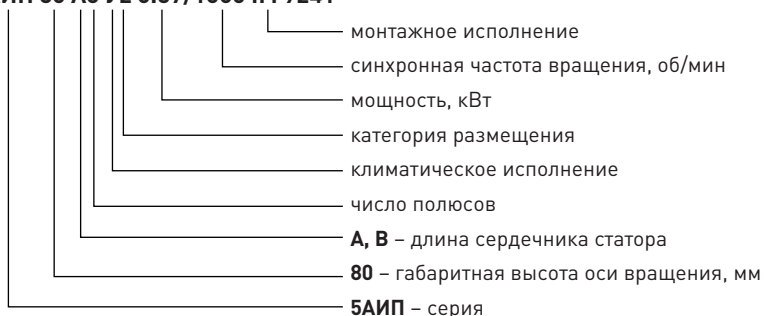 монтажное исполнение
синхронная частота вращения, об/мин
мощность, кВт
категория размещения
климатическое исполнение
число полюсов
А, В – длина сердечника статора
80 – габаритная высота оси вращения, мм
5АИП – серия